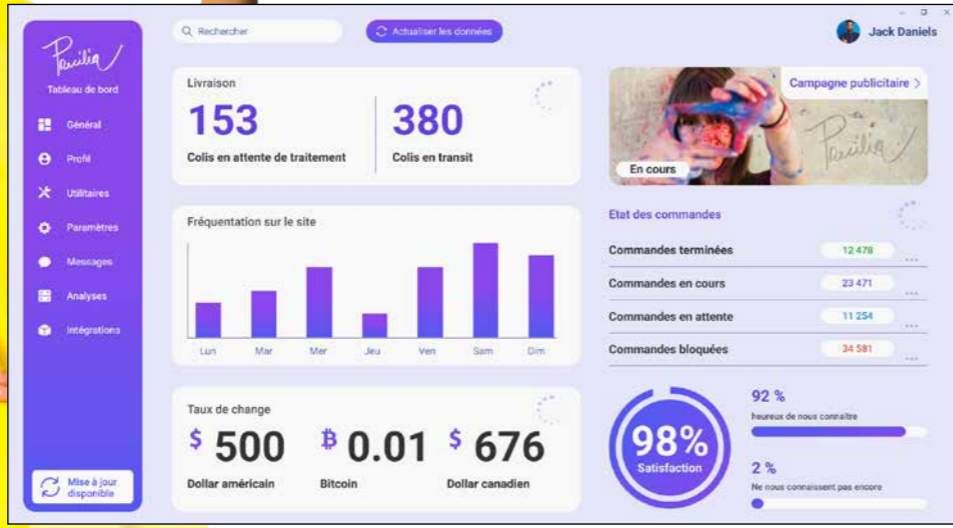 Pacilia
Tableau de bord
Général
Profil
Utilitaires
Paramètres
Messages
Analyses
Intégrations
Mise à jour
disponible
Rechercher
Actualiser les données
Jack Daniels
Livraison
153
380
Colis en attente de traitement
Colis en transit
Campagne publicitaire >
Pacilia
En cours
Fréquentation sur le site
Lun Mar Mer Jeu Ven Sam Dim
Etat des commandes
Commandes terminées 12 478 ...
Commandes en cours 23 471 ...
Commandes en attente 11 254 ...
Commandes bloquées 34 581 ...
Taux de change
$ 500 ₿ 0.01 $ 676
Dollar américain Bitcoin Dollar canadien
98%
Satisfaction
92 %
heureux de nous connaître
2 %
Ne nous connaissent pas encore